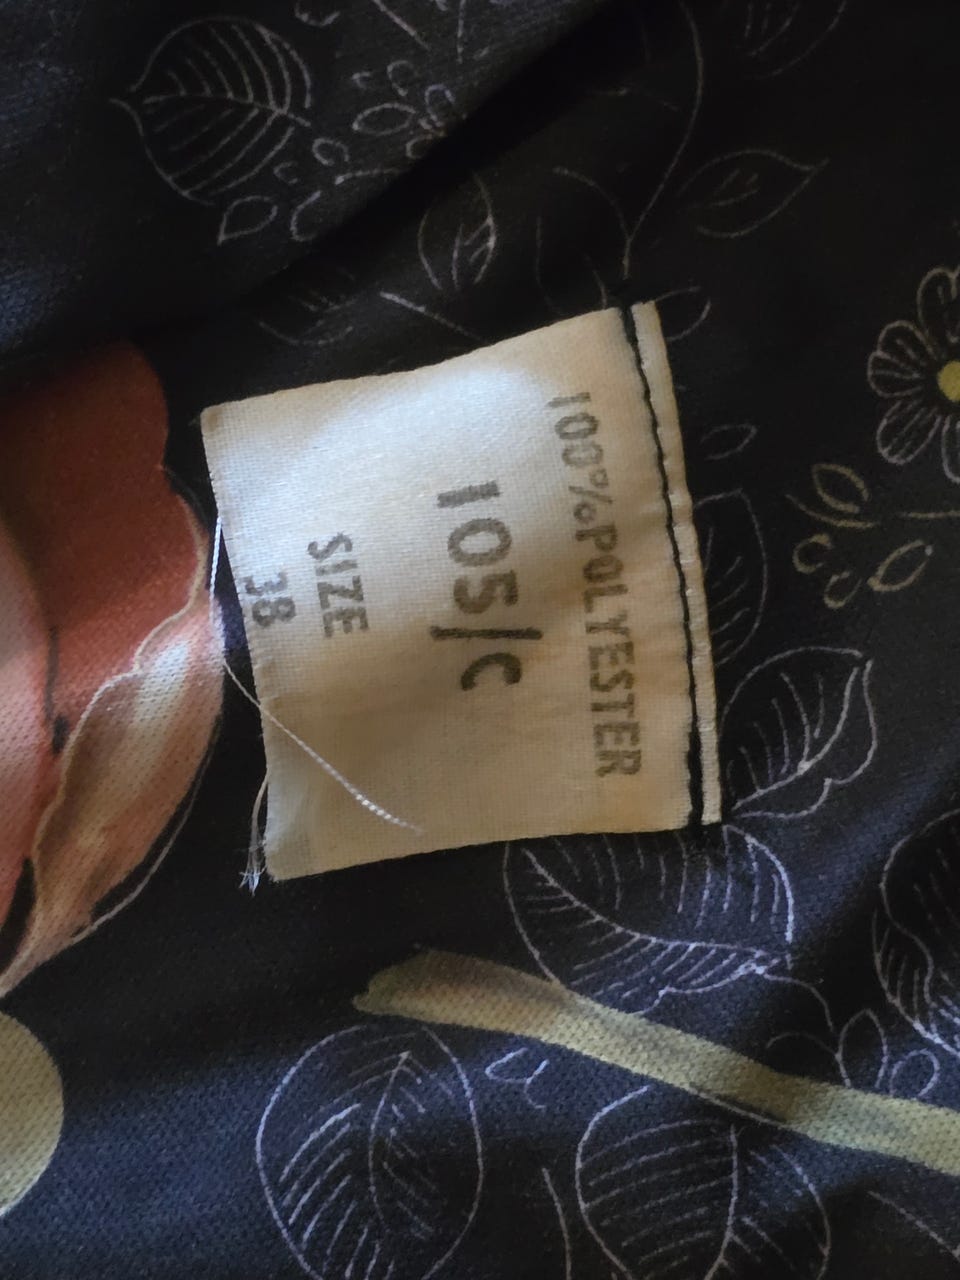 100%POLYESTER
105/C
SIZE
38